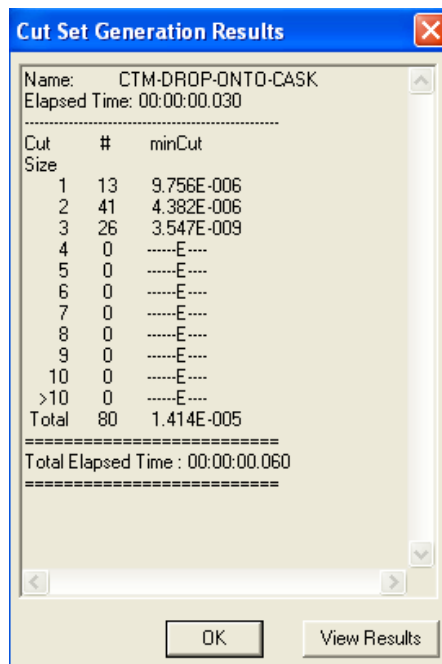 Cut Set Generation Results
Name: CTM-DROP-ONTO-CASK
Elapsed Time: 00:00:00.030
--------------------------------------------------
Cut # minCut
Size
1 13 9.756E-006
2 41 4.382E-006
3 26 3.547E-009
4 0 ------E----
5 0 ------E----
6 0 ------E----
7 0 ------E----
8 0 ------E----
9 0 ------E----
10 0 ------E----
>10 0 ------E----
Total 80 1.414E-005
===========================
Total Elapsed Time : 00:00:00.060
===========================
OK View Results